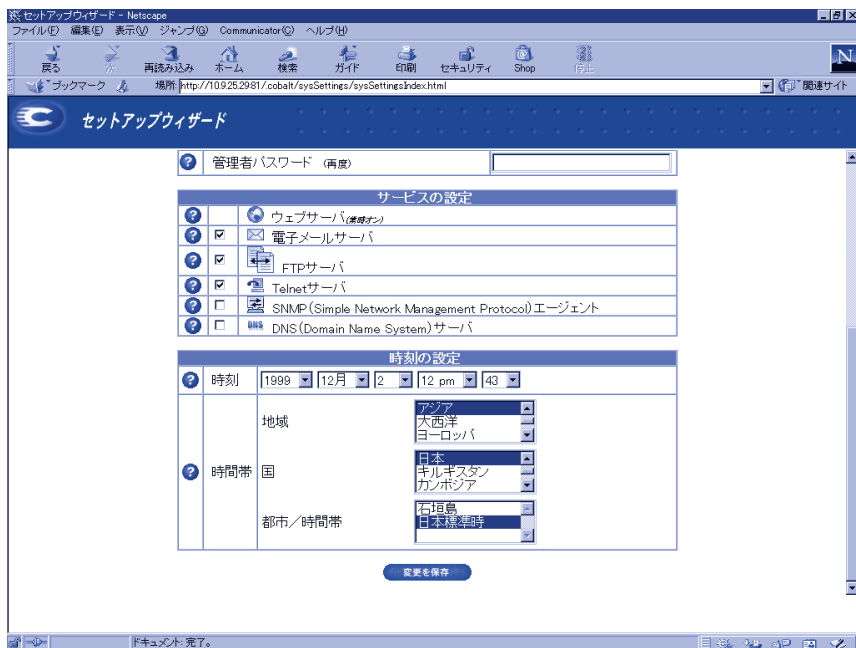 セットアップウィザード - Netscape
ファイル(F) 編集(E) 表示(V) ジャンプ(G) Communicator(C) ヘルプ(H)
戻る 次 再読み込み ホーム 検索 ガイド 印刷 セキュリティ Shop 停止
ブックマーク 場所: http://10.9.25.29:81/.cobalt/sysSettings/sysSettingsIndex.html 関連サイト
セットアップウィザード
管理者パスワード (再度)
サービスの設定
ウェブサーバ(常時オン)
電子メールサーバ
FTPサーバ
Telnetサーバ
SNMP(Simple Network Management Protocol)エージェント
DNS DNS(Domain Name System)サーバ
時刻の設定
時刻 1999 12月 2 12 pm 43
地域
アジア
大西洋
ヨーロッパ
時間帯 国
日本
キルギスタン
カンボジア
都市/時間帯
石垣島
日本標準時
変更を保存
ドキュメント: 完了。